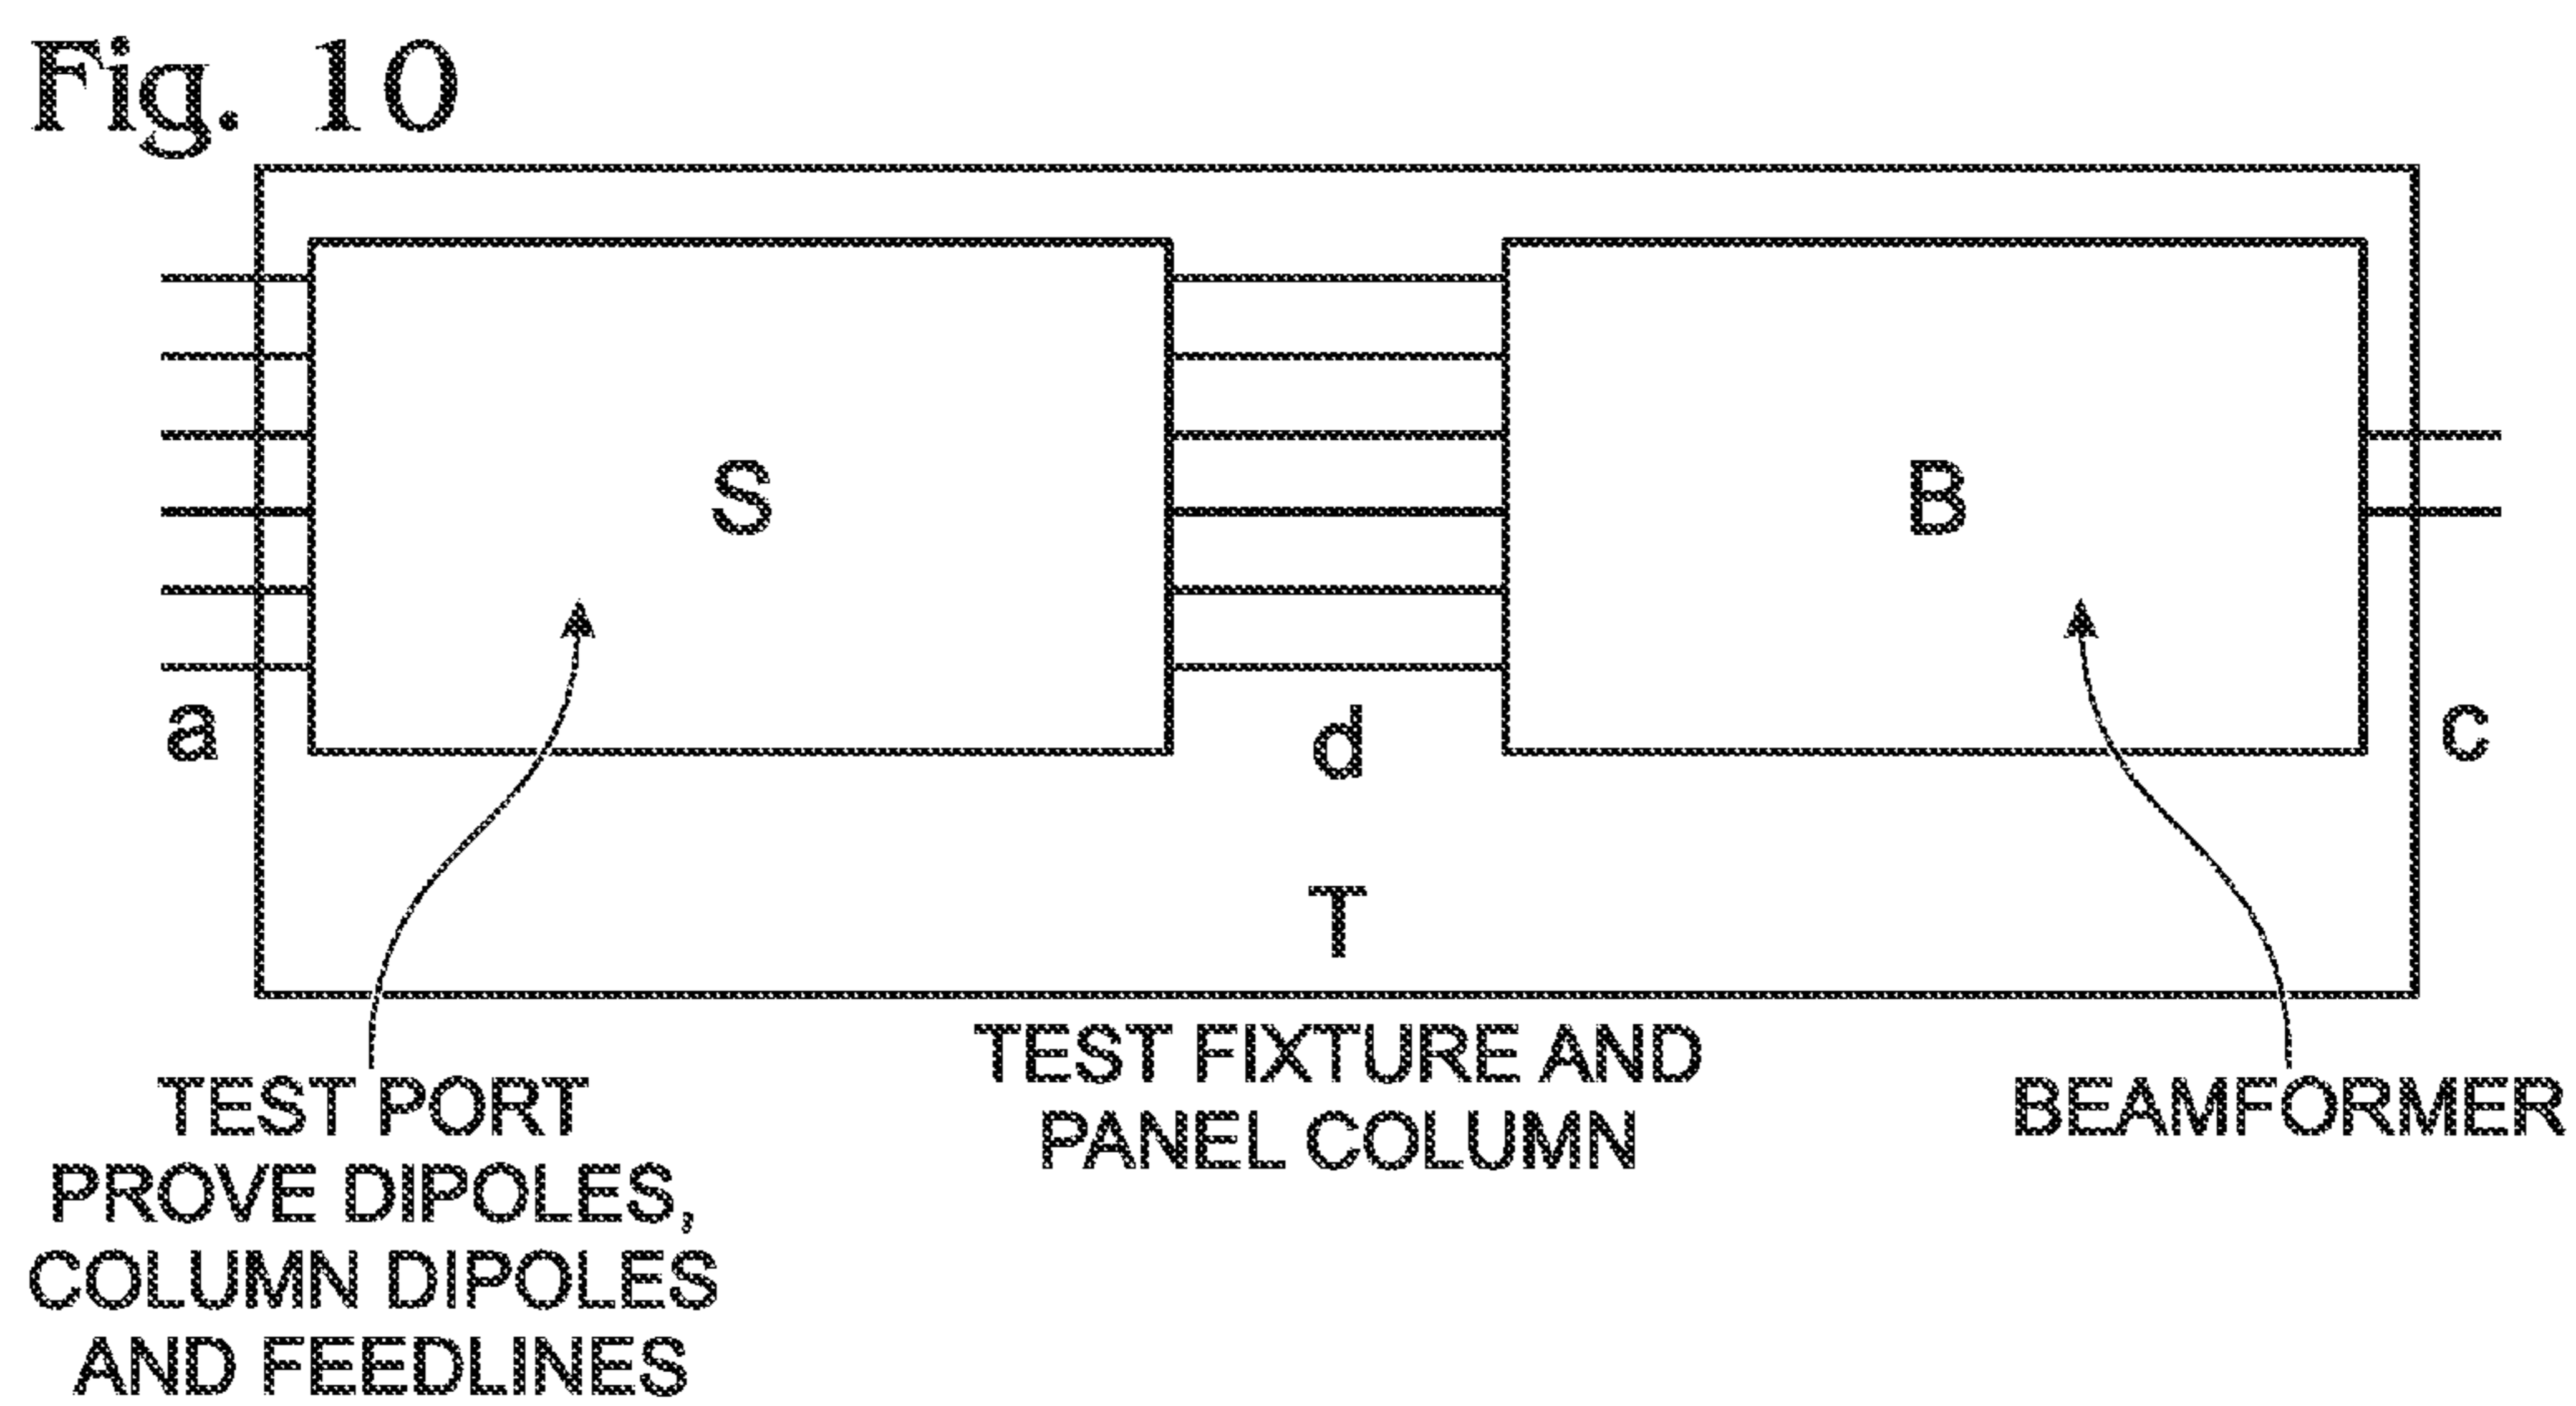 Fig. 10
S
B
a
d
c
T
TEST FIXTURE AND
PANEL COLUMN
TEST PORT
PROVE DIPOLES,
COLUMN DIPOLES
AND FEEDLINES
BEAMFORMER